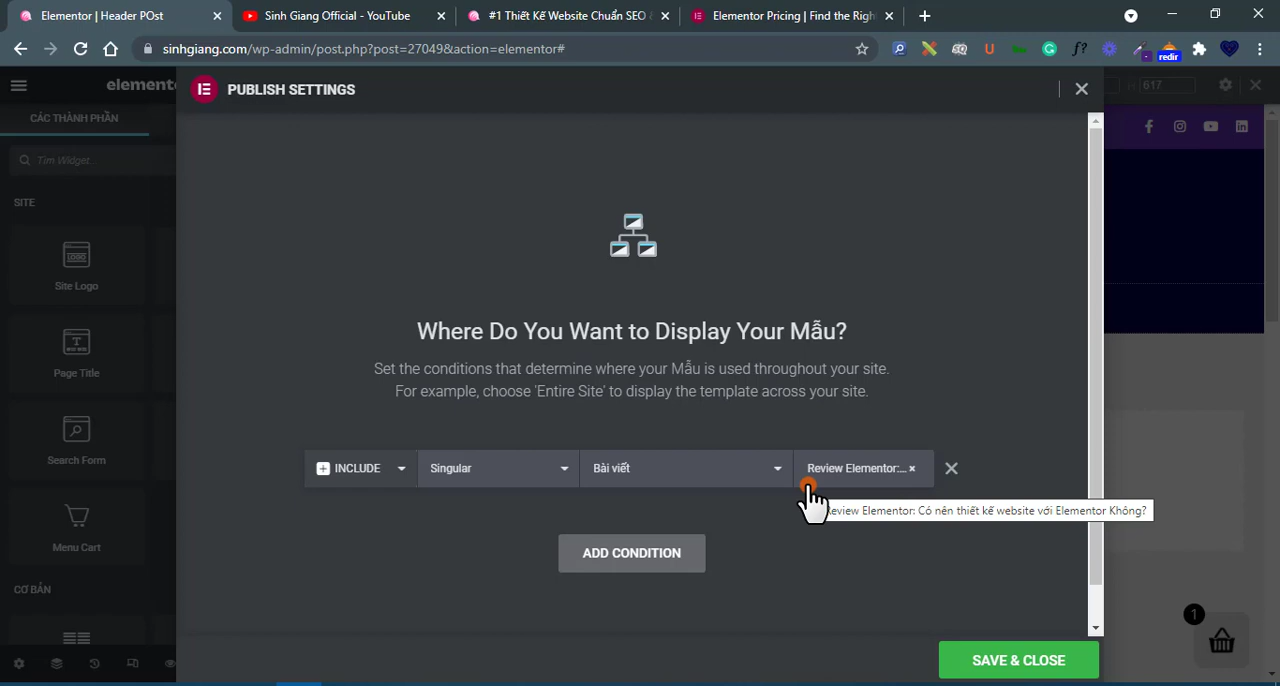 Elementor | Header POst
Sinh Giang Official - YouTube
#1 Thiết Kế Website Chuẩn SEO
Elementor Pricing | Find the Righ
sinhgiang.com/wp-admin/post.php?post=27049&action=elementor#
redir
elemento
PUBLISH SETTINGS
H
617
CÁC THÀNH PHẦN
Tìm Widget
SITE
Site Logo
Page Title
Search Form
Menu Cart
CƠ BẢN
Where Do You Want to Display Your Mẫu?
Set the conditions that determine where your Mẫu is used throughout your site.
For example, choose 'Entire Site' to display the template across your site.
INCLUDE
Singular
Bài viết
Review Elementor:... ×
Review Elementor: Có nên thiết kế website với Elementor Không?
ADD CONDITION
1
SAVE & CLOSE